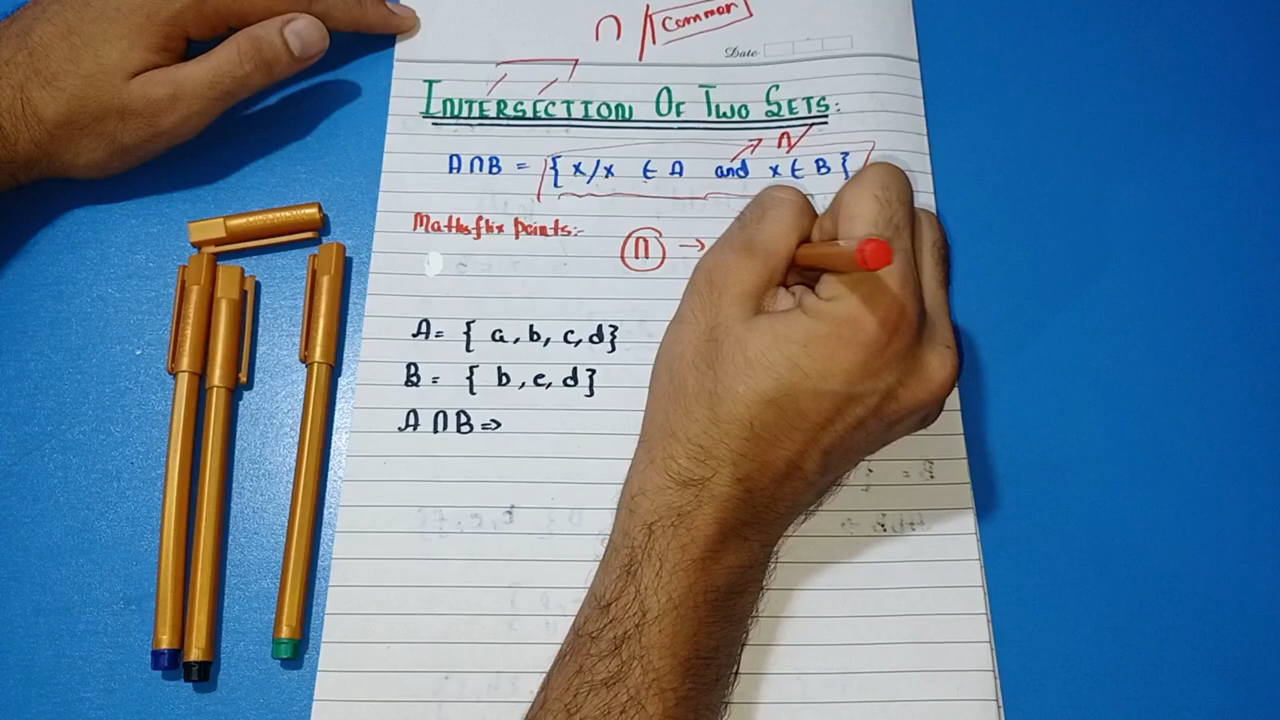 ∩ / Common
Date
INTERSECTION OF TWO SETS:
∩
A∩B = { x/x ∈ A and x ∈ B }
Mathsflix points:-
∩ →
A = { a, b, c, d }
B = { b, c, d }
A ∩ B ⇒